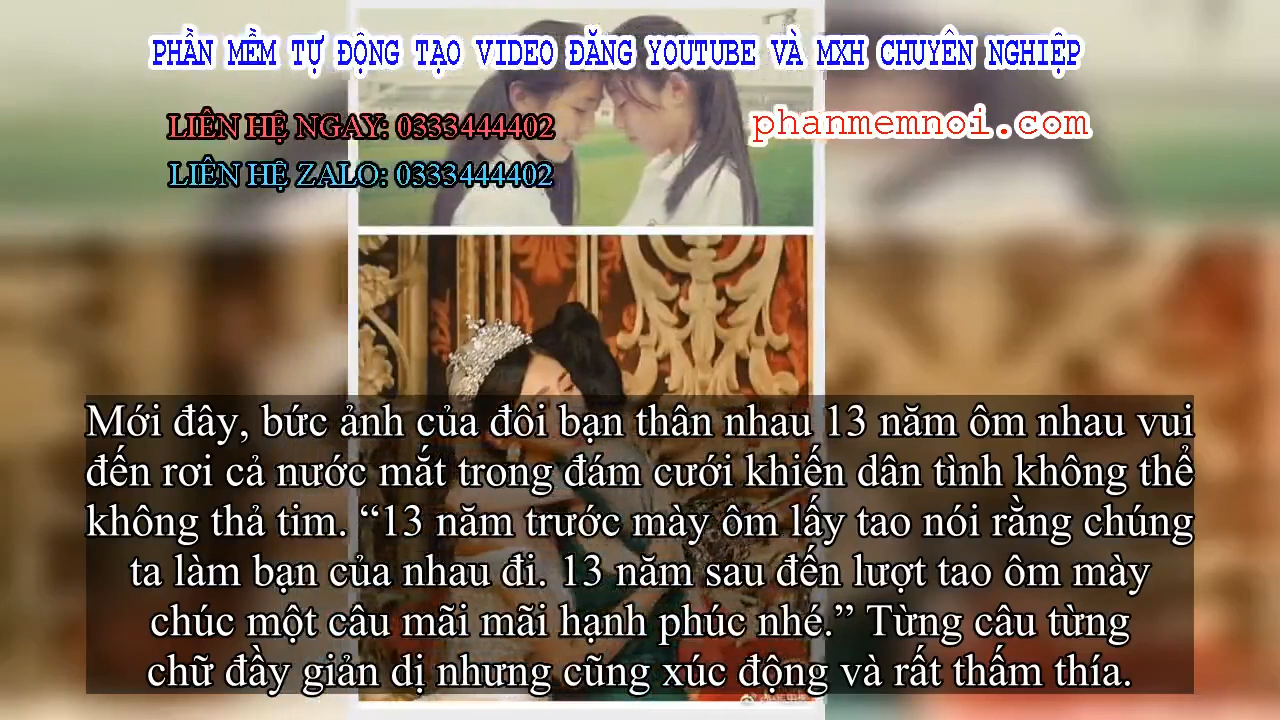 PHẦN MỀM TỰ ĐỘNG TẠO VIDEO ĐĂNG YOUTUBE VÀ MXH CHUYÊN NGHIỆP
LIÊN HỆ NGAY: 0333444402
phanmemnoi.com
LIÊN HỆ ZALO: 0333444402
Mới đây, bức ảnh của đôi bạn thân nhau 13 năm ôm nhau vui
đến rơi cả nước mắt trong đám cưới khiến dân tình không thể
không thả tim. “13 năm trước mày ôm lấy tao nói rằng chúng
ta làm bạn của nhau đi. 13 năm sau đến lượt tao ôm mày
chúc một câu mãi mãi hạnh phúc nhé.” Từng câu từng
chữ đầy giản dị nhưng cũng xúc động và rất thấm thía.